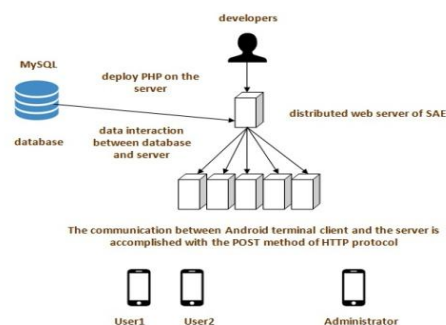 developers
MySQL
deploy PHP on the
server
distributed web server of SAE
data interaction
between database
and server
database
The communication between Android terminal client and the server is
accomplished with the POST method of HTTP protocol
User1
User2
Administrator